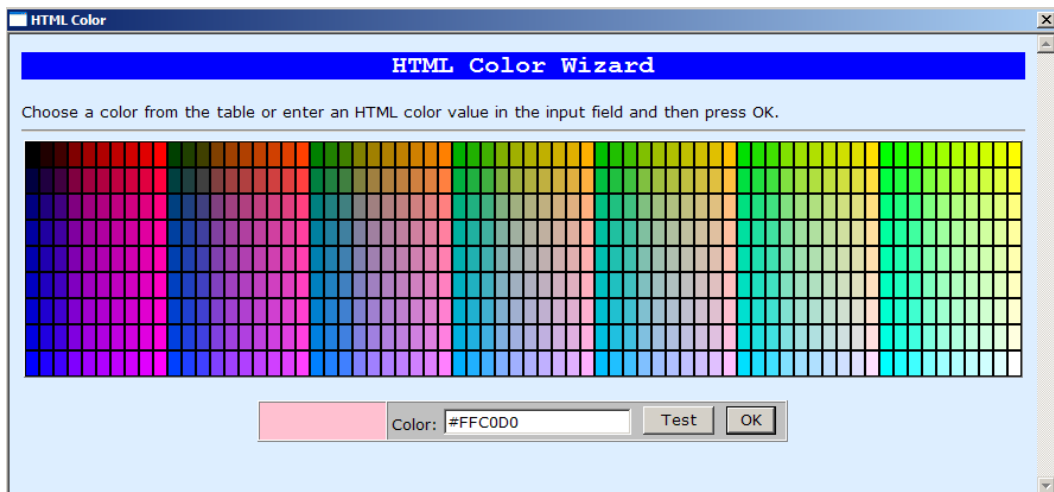 HTML Color
HTML Color Wizard
Choose a color from the table or enter an HTML color value in the input field and then press OK.
Color: #FFC0D0 Test OK